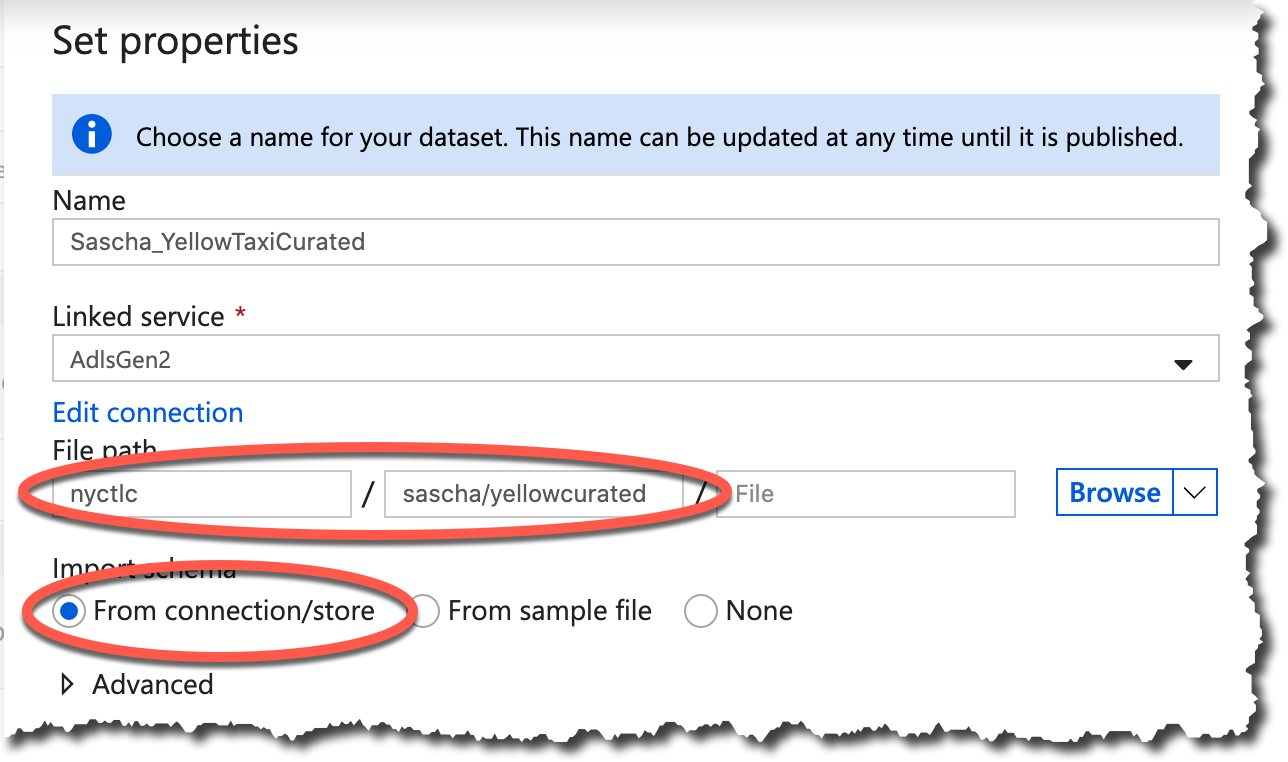 Set properties
Choose a name for your dataset. This name can be updated at any time until it is published.
Name
Sascha_YellowTaxiCurated
Linked service *
AdlsGen2
Edit connection
File path
nyctlc / sascha/yellowcurated / File Browse
Import schema
From connection/store From sample file None
Advanced